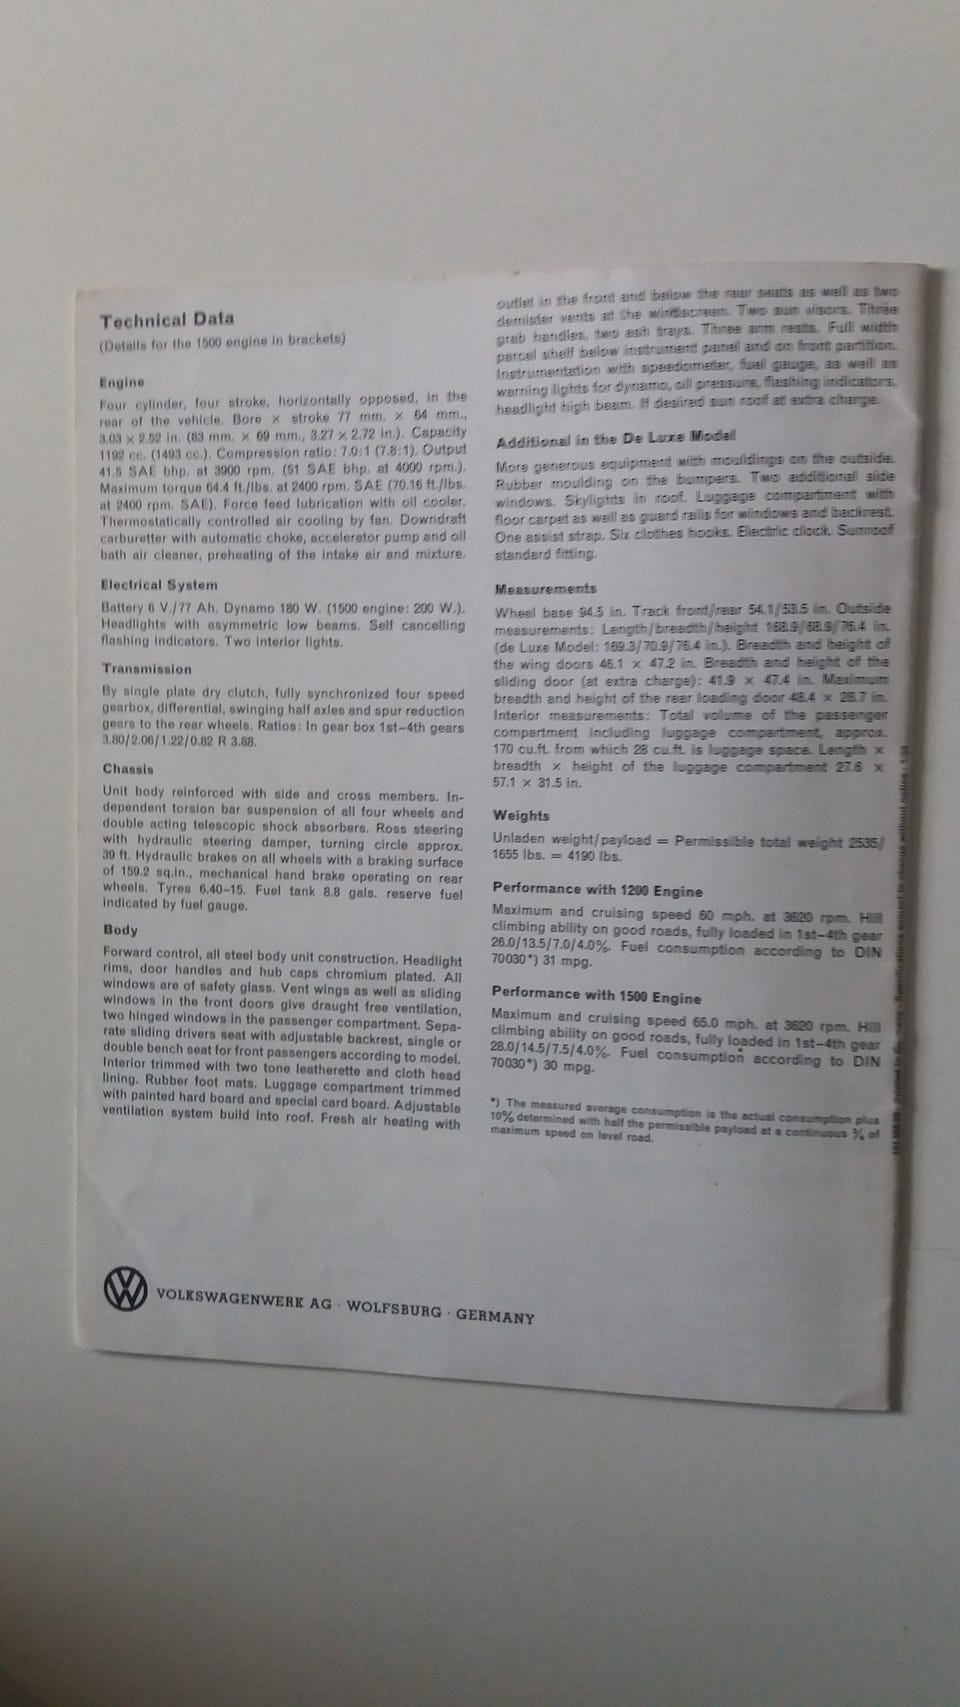 Technical Data
(Details for the 1500 engine in brackets)
Engine
Four cylinder, four stroke, horizontally opposed, in the
rear of the vehicle. Bore × stroke 77 mm. × 64 mm.,
3.03 × 2.52 in. (83 mm. × 69 mm., 3.27 × 2.72 in.). Capacity
1192 cc. (1493 cc.). Compression ratio: 7.0:1 (7.8:1). Output
41.5 SAE bhp. at 3900 rpm. (51 SAE bhp. at 4000 rpm.).
Maximum torque 64.4 ft./lbs. at 2400 rpm. SAE (70.16 ft./lbs.
at 2400 rpm. SAE). Force feed lubrication with oil cooler.
Thermostatically controlled air cooling by fan. Downdraft
carburetter with automatic choke, accelerator pump and oil
bath air cleaner, preheating of the intake air and mixture.
Electrical System
Battery 6 V./77 Ah. Dynamo 180 W. (1500 engine: 200 W.).
Headlights with asymmetric low beams. Self cancelling
flashing indicators. Two interior lights.
Transmission
By single plate dry clutch, fully synchronized four speed
gearbox, differential, swinging half axles and spur reduction
gears to the rear wheels. Ratios: In gear box 1st–4th gears
3.80/2.06/1.22/0.82 R 3.88.
Chassis
Unit body reinforced with side and cross members. In-
dependent torsion bar suspension of all four wheels and
double acting telescopic shock absorbers. Ross steering
with hydraulic steering damper, turning circle approx.
39 ft. Hydraulic brakes on all wheels with a braking surface
of 159.2 sq.in., mechanical hand brake operating on rear
wheels. Tyres 6.40–15. Fuel tank 8.8 gals. reserve fuel
indicated by fuel gauge.
Body
Forward control, all steel body unit construction. Headlight
rims, door handles and hub caps chromium plated. All
windows are of safety glass. Vent wings as well as sliding
windows in the front doors give draught free ventilation,
two hinged windows in the passenger compartment. Sepa-
rate sliding drivers seat with adjustable backrest, single or
double bench seat for front passengers according to model.
Interior trimmed with two tone leatherette and cloth head
lining. Rubber foot mats. Luggage compartment trimmed
with painted hard board and special card board. Adjustable
ventilation system build into roof. Fresh air heating with
outlet in the front and below the rear seats as well as two
demister vents at the windscreen. Two sun visors. Three
grab handles, two ash trays. Three arm rests. Full width
parcel shelf below instrument panel and on front partition.
Instrumentation with speedometer, fuel gauge, as well as
warning lights for dynamo, oil pressure, flashing indicators,
headlight high beam. If desired sun roof at extra charge.
Additional in the De Luxe Model
More generous equipment with mouldings on the outside.
Rubber moulding on the bumpers. Two additional side
windows. Skylights in roof. Luggage compartment with
floor carpet as well as guard rails for windows and backrest.
One assist strap. Six clothes hooks. Electric clock. Sunroof
standard fitting.
Measurements
Wheel base 94.5 in. Track front/rear 54.1/53.5 in. Outside
measurements: Length/breadth/height 168.9/68.9/76.4 in.
(de Luxe Model: 169.3/70.9/76.4 in.). Breadth and height of
the wing doors 46.1 × 47.2 in. Breadth and height of the
sliding door (at extra charge): 41.9 × 47.4 in. Maximum
breadth and height of the rear loading door 48.4 × 28.7 in.
Interior measurements: Total volume of the passenger
compartment including luggage compartment, approx.
170 cu.ft. from which 28 cu.ft. is luggage space. Length ×
breadth × height of the luggage compartment 27.6 ×
57.1 × 31.5 in.
Weights
Unladen weight/payload = Permissible total weight 2535/
1655 lbs. = 4190 lbs.
Performance with 1200 Engine
Maximum and cruising speed 60 mph. at 3620 rpm. Hill
climbing ability on good roads, fully loaded in 1st–4th gear
26.0/13.5/7.0/4.0%. Fuel consumption according to DIN
70030*) 31 mpg.
Performance with 1500 Engine
Maximum and cruising speed 65.0 mph. at 3620 rpm. Hill
climbing ability on good roads, fully loaded in 1st–4th gear
28.0/14.5/7.5/4.0%. Fuel consumption according to DIN
70030*) 30 mpg.
*) The measured average consumption is the actual consumption plus
10% determined with half the permissible payload at a continuous ¾ of
maximum speed on level road.
Printed in Germany · Specifications subject to change without notice
VW VOLKSWAGENWERK AG · WOLFSBURG · GERMANY